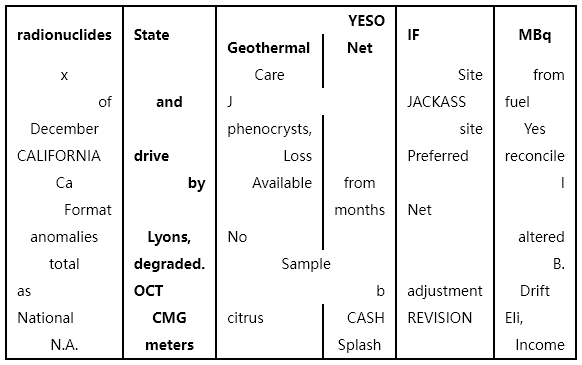 YESO
radionuclides State IF MBq
Geothermal Net
x Care Site from
of and J JACKASS fuel
December phenocrysts, site Yes
CALIFORNIA drive Loss Preferred reconcile
Ca by Available from I
Format months Net
anomalies Lyons, No altered
total degraded. Sample B.
as OCT b adjustment Drift
National CMG citrus CASH REVISION Eli,
N.A. meters Splash Income